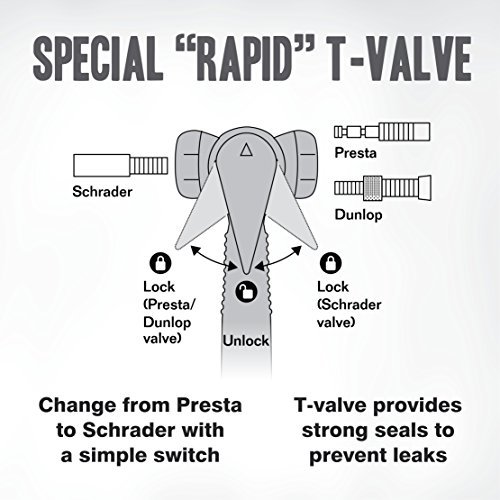 SPECIAL “RAPID” T-VALVE
Schrader
Presta
Dunlop
Lock
(Presta/
Dunlop
valve)
Unlock
Lock
(Schrader
valve)
Change from Presta
to Schrader with
a simple switch
T-valve provides
strong seals to
prevent leaks